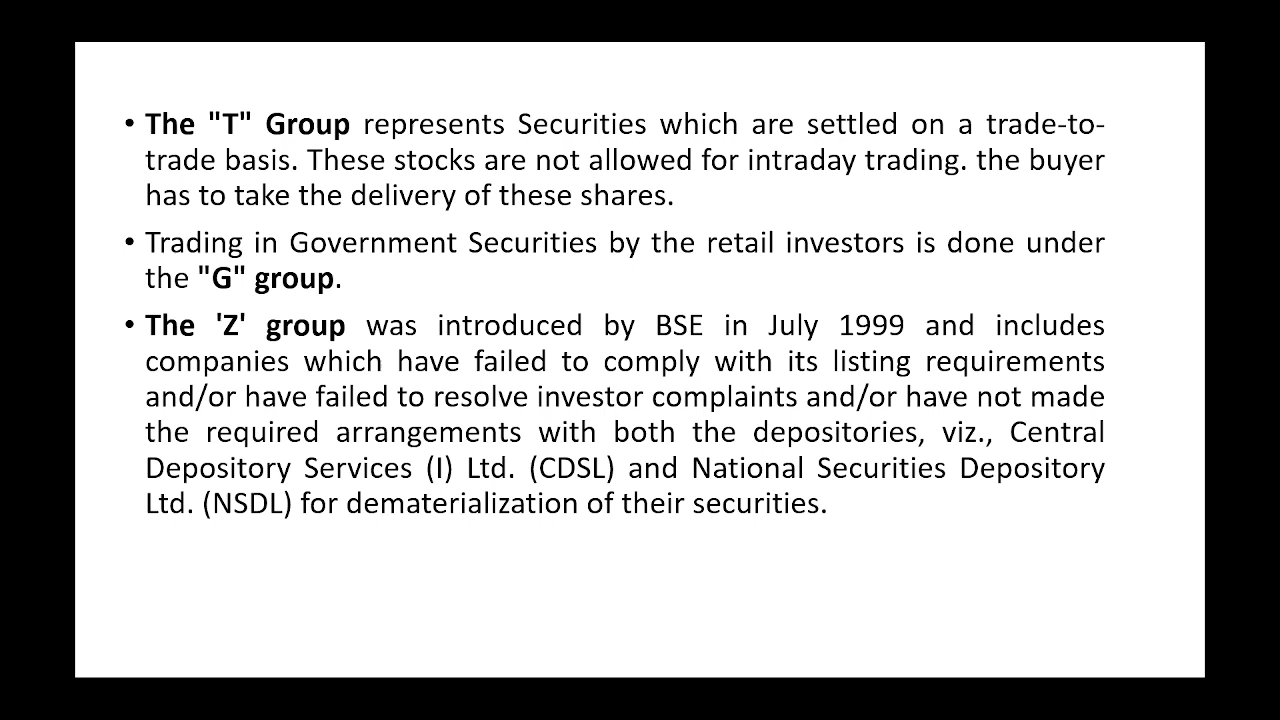 • The "T" Group represents Securities which are settled on a trade-to-
trade basis. These stocks are not allowed for intraday trading. the buyer
has to take the delivery of these shares.
• Trading in Government Securities by the retail investors is done under
the "G" group.
• The 'Z' group was introduced by BSE in July 1999 and includes
companies which have failed to comply with its listing requirements
and/or have failed to resolve investor complaints and/or have not made
the required arrangements with both the depositories, viz., Central
Depository Services (I) Ltd. (CDSL) and National Securities Depository
Ltd. (NSDL) for dematerialization of their securities.